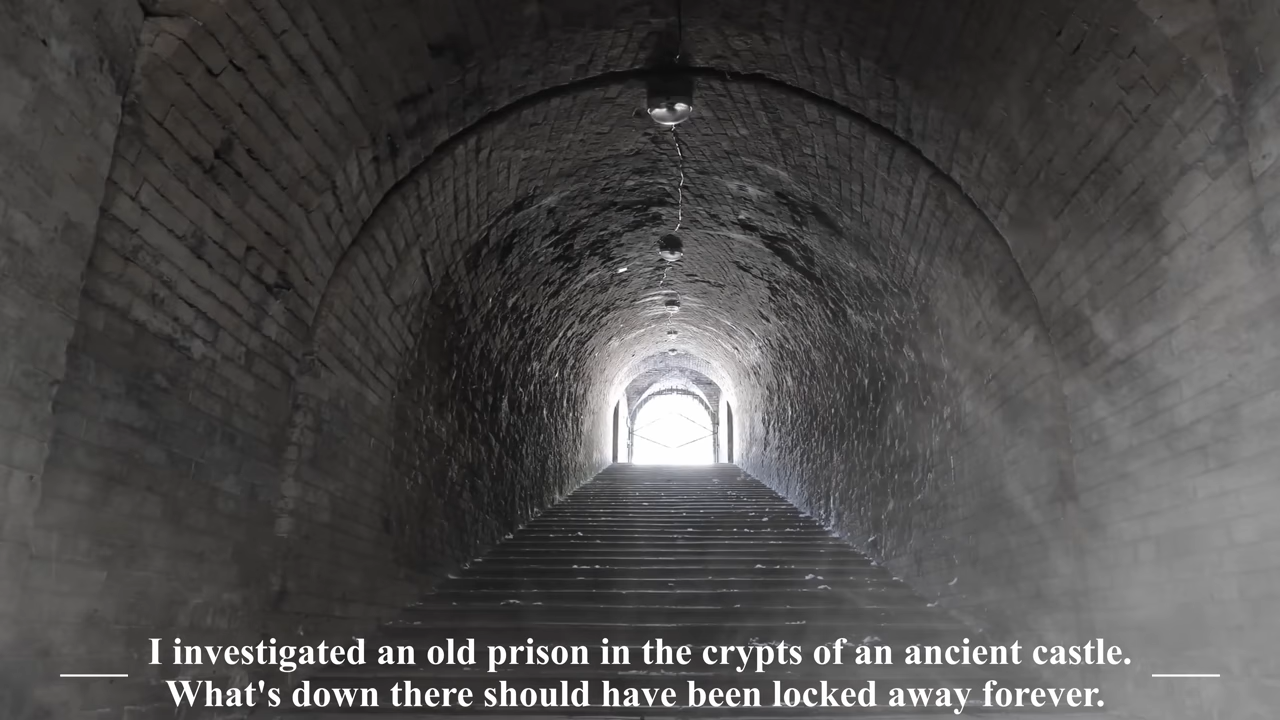 I investigated an old prison in the crypts of an ancient castle.
What's down there should have been locked away forever.